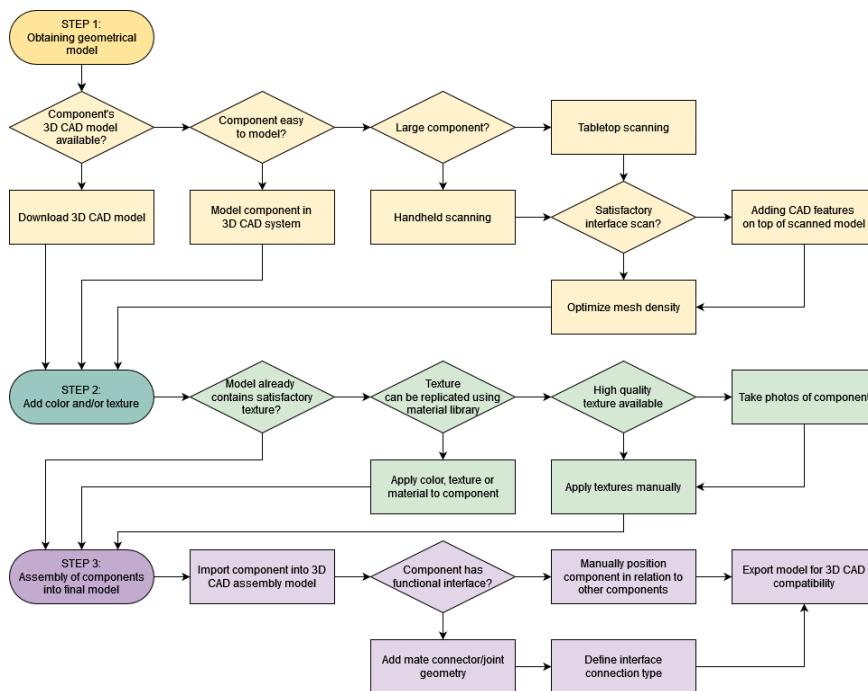 STEP 1:
Obtaining geometrical
model
Component's
3D CAD model
available?
Component easy
to model?
Large component?
Tabletop scanning
Download 3D CAD model
Model component in
3D CAD system
Handheld scanning
Satisfactory
interface scan?
Adding CAD features
on top of scanned model
Optimize mesh density
STEP 2:
Add color and/or texture
Model already
contains satisfactory
texture?
Texture
can be replicated using
material library
High quality
texture available
Take photos of component
Apply color, texture or
material to component
Apply textures manually
STEP 3:
Assembly of components
into final model
Import component into 3D
CAD assembly model
Component has
functional interface?
Manually position
component in relation to
other components
Export model for 3D CAD
compatibility
Add mate connector/joint
geometry
Define interface
connection type